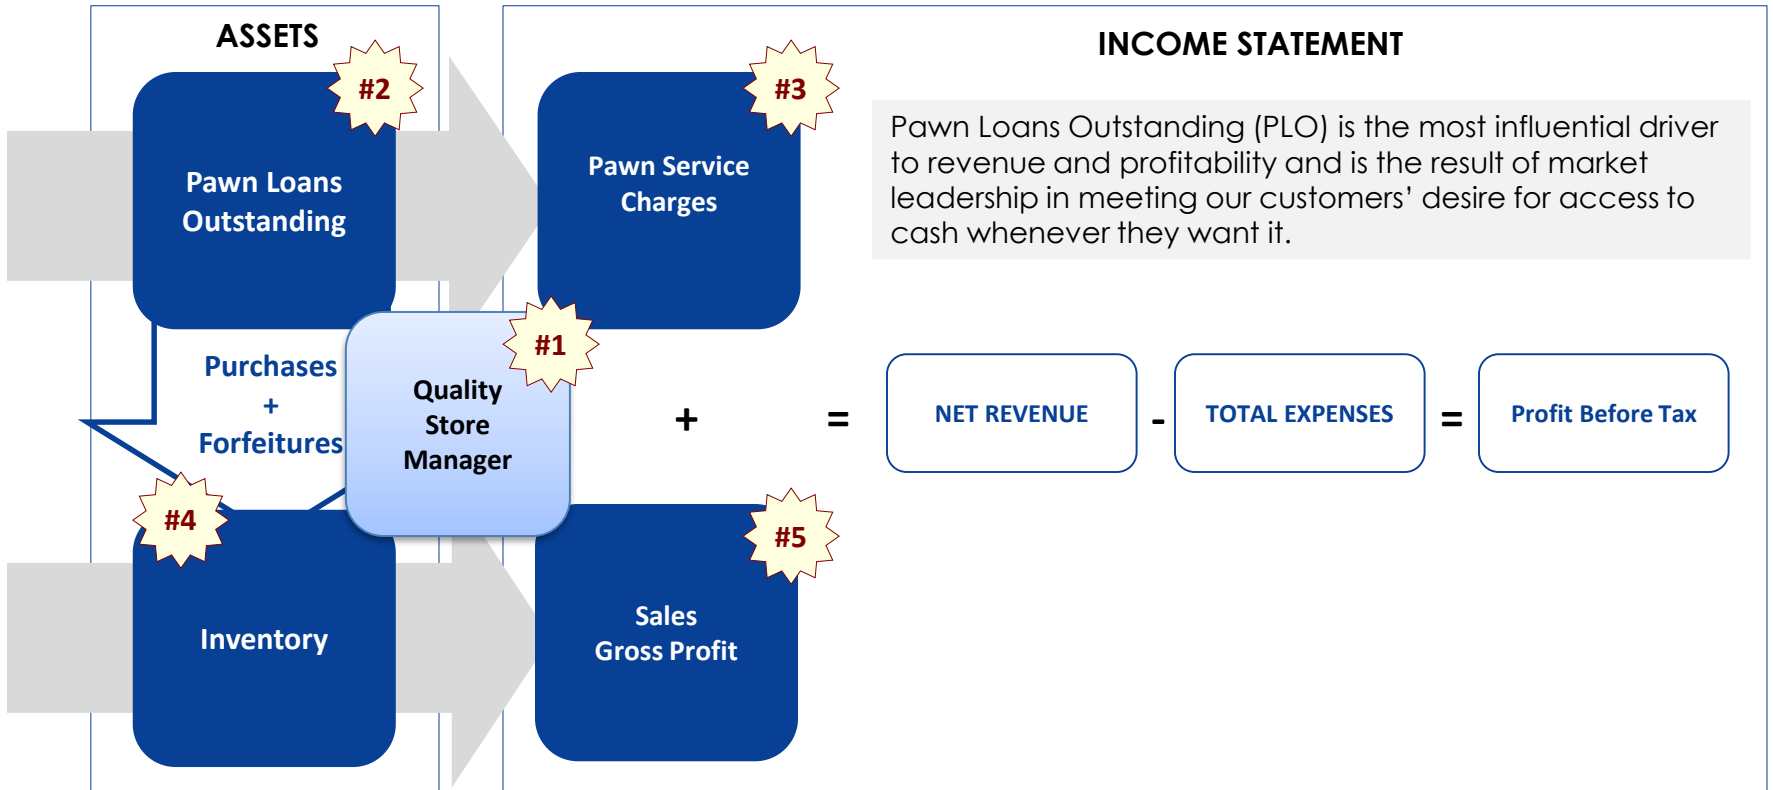 ASSETS
INCOME STATEMENT
#2
#3
Pawn Loans
Outstanding
Pawn Service
Charges
Pawn Loans Outstanding (PLO) is the most influential driver
to revenue and profitability and is the result of market
leadership in meeting our customers’ desire for access to
cash whenever they want it.
Purchases
+
Forfeitures
#1
Quality
Store
Manager
+
=
NET REVENUE
-
TOTAL EXPENSES
=
Profit Before Tax
#4
#5
Inventory
Sales
Gross Profit